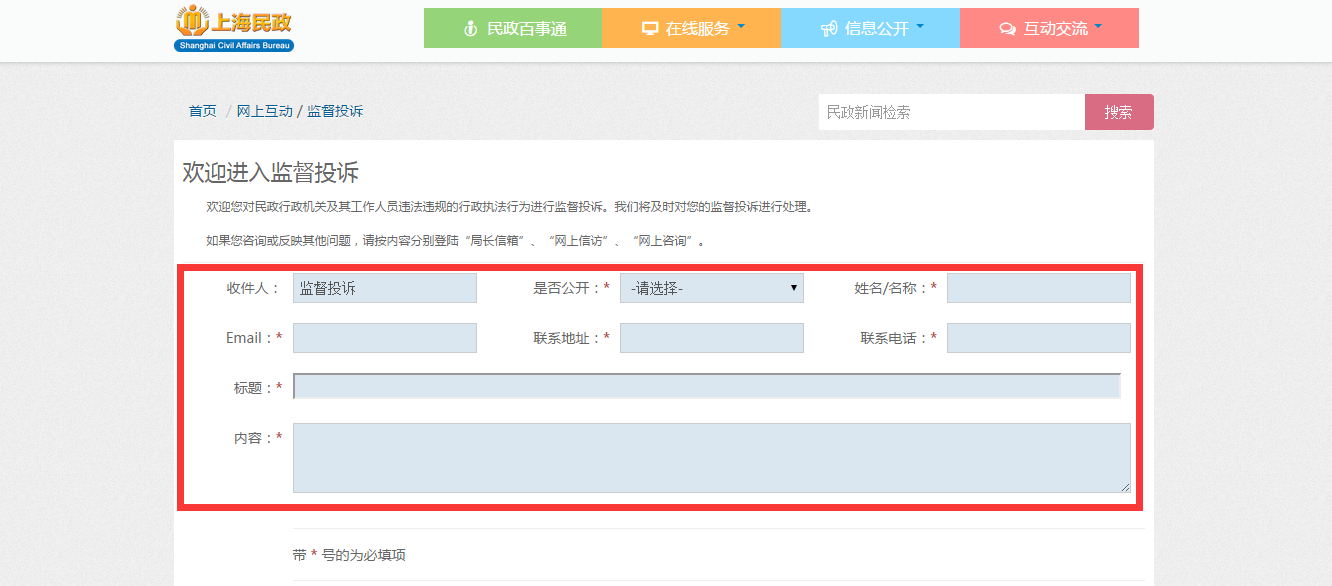 上海民政
Shanghai Civil Affairs Bureau
民政百事通 在线服务 信息公开 互动交流
首页 / 网上互动 / 监督投诉 民政新闻检索 搜索
欢迎进入监督投诉
欢迎您对民政行政机关及其工作人员违法违规的行政执法行为进行监督投诉。我们将及时对您的监督投诉进行处理。
如果您咨询或反映其他问题，请按内容分别登陆“局长信箱”、“网上信访”、“网上咨询”。
收件人： 监督投诉 是否公开：* -请选择- 姓名/名称：*
Email：* 联系地址：* 联系电话：*
标题：*
内容：*
带 * 号的为必填项